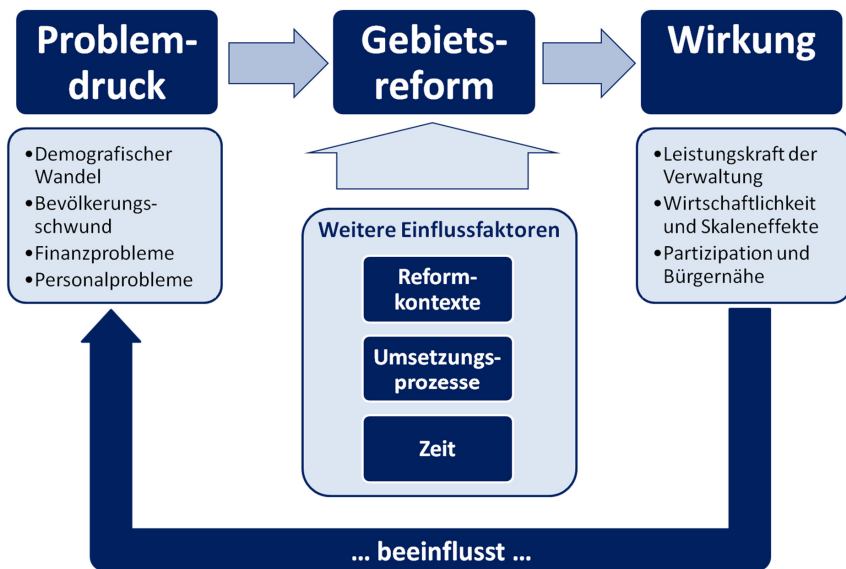 Problem-
druck
Gebiets-
reform
Wirkung
•Demografischer
Wandel
•Bevölkerungs-
schwund
•Finanzprobleme
•Personalprobleme
Weitere Einflussfaktoren
Reform-
kontexte
Umsetzungs-
prozesse
Zeit
•Leistungskraft der
Verwaltung
•Wirtschaftlichkeit
und Skaleneffekte
•Partizipation und
Bürgernähe
... beeinflusst ...